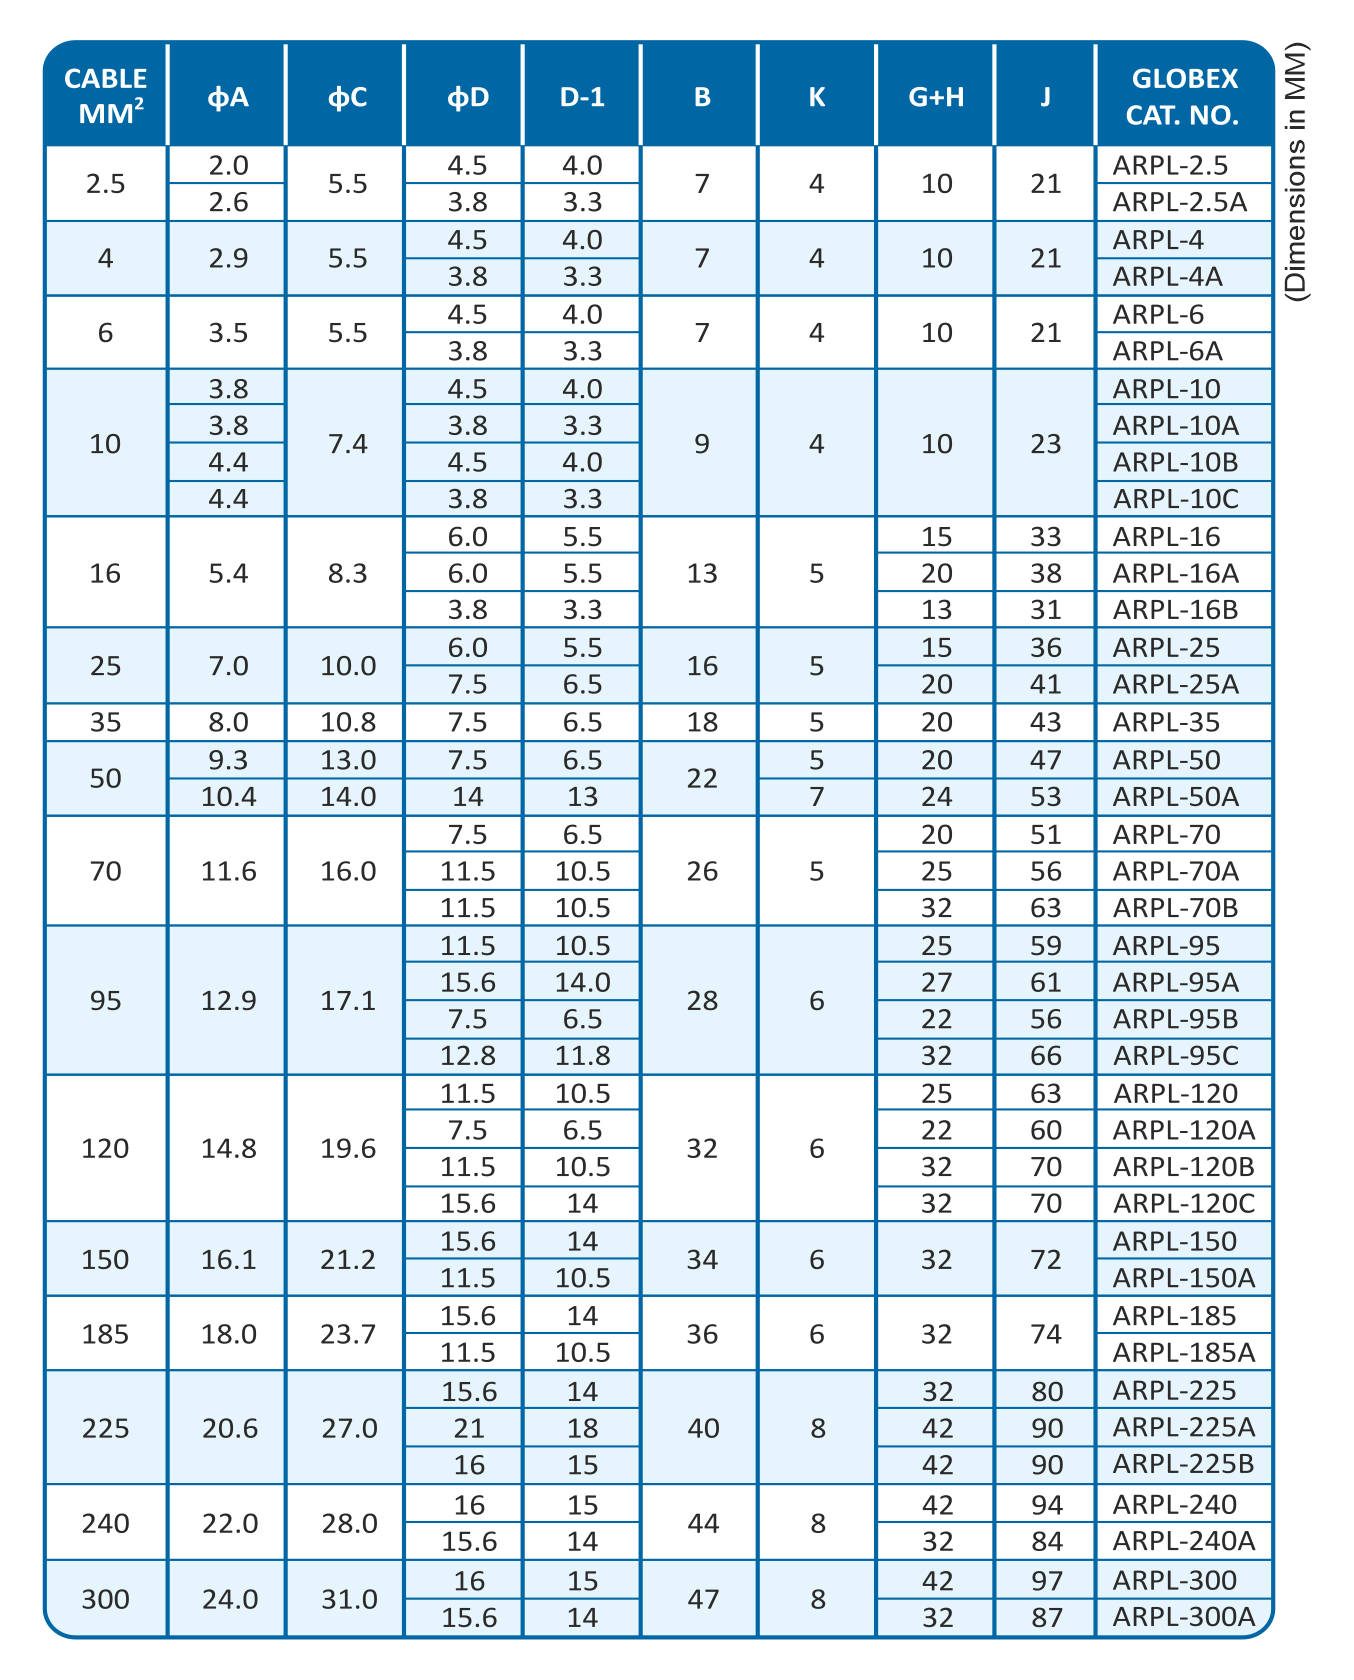 CABLE MM² ϕA ϕC ϕD D-1 B K G+H J GLOBEX CAT. NO.
(Dimensions in MM)
2.5 2.0 5.5 4.5 4.0 7 4 10 21 ARPL-2.5
2.6 3.8 3.3 ARPL-2.5A
4 2.9 5.5 4.5 4.0 7 4 10 21 ARPL-4
3.8 3.3 ARPL-4A
6 3.5 5.5 4.5 4.0 7 4 10 21 ARPL-6
3.8 3.3 ARPL-6A
10 3.8 7.4 4.5 4.0 9 4 10 23 ARPL-10
3.8 3.8 3.3 ARPL-10A
4.4 4.5 4.0 ARPL-10B
4.4 3.8 3.3 ARPL-10C
16 5.4 8.3 6.0 5.5 13 5 15 33 ARPL-16
6.0 5.5 20 38 ARPL-16A
3.8 3.3 13 31 ARPL-16B
25 7.0 10.0 6.0 5.5 16 5 15 36 ARPL-25
7.5 6.5 20 41 ARPL-25A
35 8.0 10.8 7.5 6.5 18 5 20 43 ARPL-35
50 9.3 13.0 7.5 6.5 22 5 20 47 ARPL-50
10.4 14.0 14 13 7 24 53 ARPL-50A
70 11.6 16.0 7.5 6.5 26 5 20 51 ARPL-70
11.5 10.5 25 56 ARPL-70A
11.5 10.5 32 63 ARPL-70B
95 12.9 17.1 11.5 10.5 28 6 25 59 ARPL-95
15.6 14.0 27 61 ARPL-95A
7.5 6.5 22 56 ARPL-95B
12.8 11.8 32 66 ARPL-95C
120 14.8 19.6 11.5 10.5 32 6 25 63 ARPL-120
7.5 6.5 22 60 ARPL-120A
11.5 10.5 32 70 ARPL-120B
15.6 14 32 70 ARPL-120C
150 16.1 21.2 15.6 14 34 6 32 72 ARPL-150
11.5 10.5 ARPL-150A
185 18.0 23.7 15.6 14 36 6 32 74 ARPL-185
11.5 10.5 ARPL-185A
225 20.6 27.0 15.6 14 40 8 32 80 ARPL-225
21 18 42 90 ARPL-225A
16 15 42 90 ARPL-225B
240 22.0 28.0 16 15 44 8 42 94 ARPL-240
15.6 14 32 84 ARPL-240A
300 24.0 31.0 16 15 47 8 42 97 ARPL-300
15.6 14 32 87 ARPL-300A